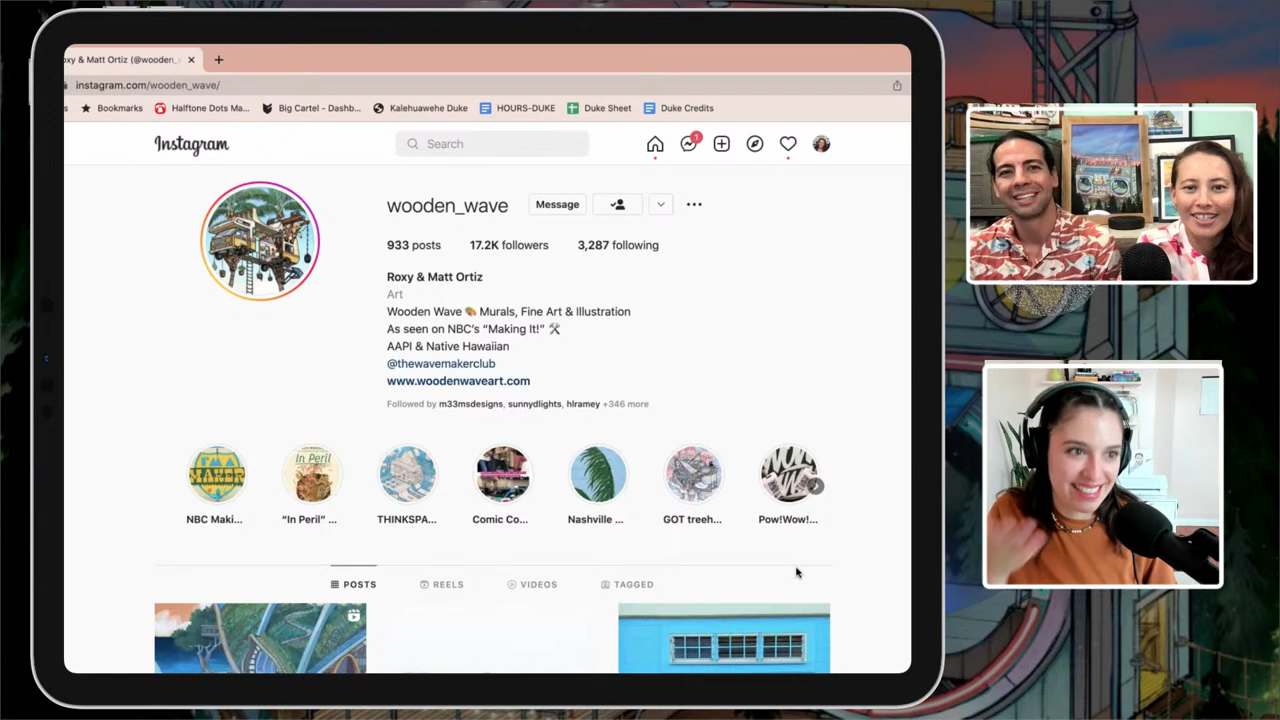 oxy & Matt Ortiz (@wooden_
instagram.com/wooden_wave/
s Bookmarks Halftone Dots Ma... Big Cartel - Dashb... Kalehuawehe Duke HOURS-DUKE Duke Sheet Duke Credits
Instagram
Search
1
wooden_wave
Message
933 posts 17.2K followers 3,287 following
Roxy & Matt Ortiz
Art
Wooden Wave 🎨 Murals, Fine Art & Illustration
As seen on NBC's "Making It!" 🛠
AAPI & Native Hawaiian
@thewavemakerclub
www.woodenwaveart.com
Followed by m33msdesigns, sunnydlights, hlramey +346 more
MAKER
In Peril
NBC Maki... "In Peril" ... THINKSPA... Comic Co... Nashville ... GOT treeh... Pow!Wow!...
POSTS REELS VIDEOS TAGGED